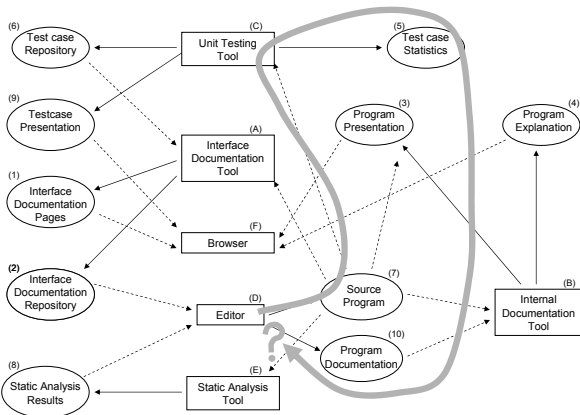 (6)
Test case
Repository
(C)
Unit Testing
Tool
(5)
Test case
Statistics
(9)
Testcase
Presentation
(A)
Interface
Documentation
Tool
(3)
Program
Presentation
(4)
Program
Explanation
(1)
Interface
Documentation
Pages
(F)
Browser
(2)
Interface
Documentation
Repository
(D)
Editor
(7)
Source
Program
(B)
Internal
Documentation
Tool
?
(10)
Program
Documentation
(8)
Static Analysis
Results
(E)
Static Analysis
Tool